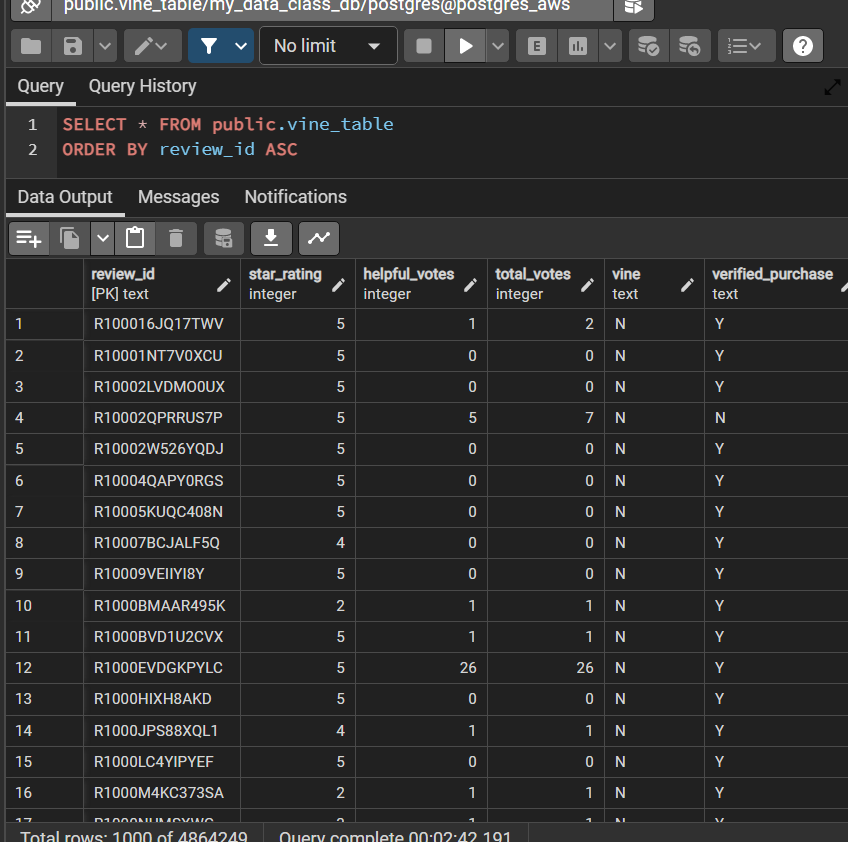 public.vine_table/my_data_class_db/postgres@postgres_aws
No limit
E
?
Query Query History
1 SELECT * FROM public.vine_table
2 ORDER BY review_id ASC
Data Output Messages Notifications
review_id star_rating helpful_votes total_votes vine verified_purchase
[PK] text integer integer integer text text
1 R100016JQ17TWV 5 1 2 N Y
2 R10001NT7V0XCU 5 0 0 N Y
3 R10002LVDMO0UX 5 0 0 N Y
4 R10002QPRRUS7P 5 5 7 N N
5 R10002W526YQDJ 5 0 0 N Y
6 R10004QAPY0RGS 5 0 0 N Y
7 R10005KUQC408N 5 0 0 N Y
8 R10007BCJALF5Q 4 0 0 N Y
9 R10009VEIIYI8Y 5 0 0 N Y
10 R1000BMAAR495K 2 1 1 N Y
11 R1000BVD1U2CVX 5 1 1 N Y
12 R1000EVDGKPYLC 5 26 26 N Y
13 R1000HIXH8AKD 5 0 0 N Y
14 R1000JPS88XQL1 4 1 1 N Y
15 R1000LC4YIPYEF 5 0 0 N Y
16 R1000M4KC373SA 2 1 1 N Y
17 1 1 N Y
Total rows: 1000 of 4864249 Query complete 00:02:42.191